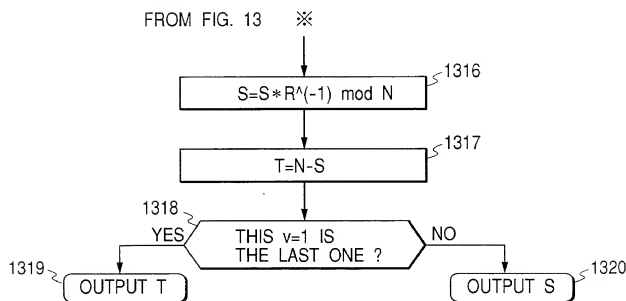 FROM FIG. 13 ※
1316
S=S*R^(-1) mod N
1317
T=N-S
1318
YES
THIS v=1 IS
THE LAST ONE ?
NO
1319
OUTPUT T
OUTPUT S
1320